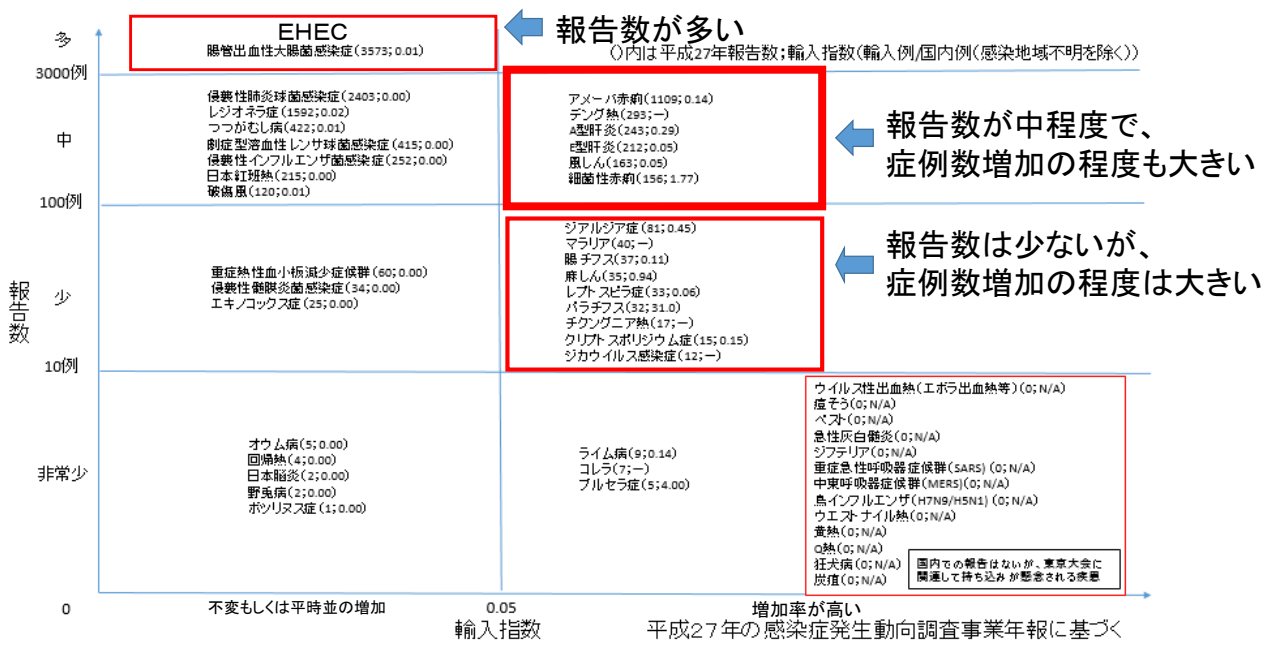 EHEC
腸管出血性大腸菌感染症(3573;0.01)
報告数が多い
()内は平成27年報告数;輸入指数(輸入例/国内例(感染地域不明を除く))
多
3000例
侵襲性肺炎球菌感染症(2403;0.00)
レジオネラ症(1592;0.02)
つつがむし病(422;0.01)
劇症型溶血性レンサ球菌感染症(415;0.00)
侵襲性インフルエンザ菌感染症(252;0.00)
日本紅斑熱(215;0.00)
破傷風(120;0.01)
アメーバ赤痢(1109;0.14)
デング熱(293;ー)
A型肝炎(243;0.29)
E型肝炎(212;0.05)
風しん(163;0.05)
細菌性赤痢(156;1.77)
報告数が中程度で、
症例数増加の程度も大きい
中
100例
重症熱性血小板減少症候群(60;0.00)
侵襲性髄膜炎菌感染症(34;0.00)
エキノコックス症(25;0.00)
ジアルジア症(81;0.45)
マラリア(40;ー)
腸チフス(37;0.11)
麻しん(35;0.94)
レプトスピラ症(33;0.06)
パラチフス(32;31.0)
チクングニア熱(17;ー)
クリプトスポリジウム症(15;0.15)
ジカウイルス感染症(12;ー)
報告数は少ないが、
症例数増加の程度は大きい
報告数
少
10例
オウム病(5;0.00)
回帰熱(4;0.00)
日本脳炎(2;0.00)
野兎病(2;0.00)
ボツリヌス症(1;0.00)
ライム病(9;0.14)
コレラ(7;ー)
ブルセラ症(5;4.00)
ウイルス性出血熱(エボラ出血熱等)(0;N/A)
痘そう(0;N/A)
ペスト(0;N/A)
急性灰白髄炎(0;N/A)
ジフテリア(0;N/A)
重症急性呼吸器症候群(SARS)(0;N/A)
中東呼吸器症候群(MERS)(0;N/A)
鳥インフルエンザ(H7N9/H5N1)(0;N/A)
ウエストナイル熱(0;N/A)
黄熱(0;N/A)
Q熱(0;N/A)
狂犬病(0;N/A)
炭疽(0;N/A)
国内での報告はないが、東京大会に
関連して持ち込みが懸念される疾患
非常少
0
不変もしくは平時並の増加
0.05
増加率が高い
輸入指数
平成27年の感染症発生動向調査事業年報に基づく